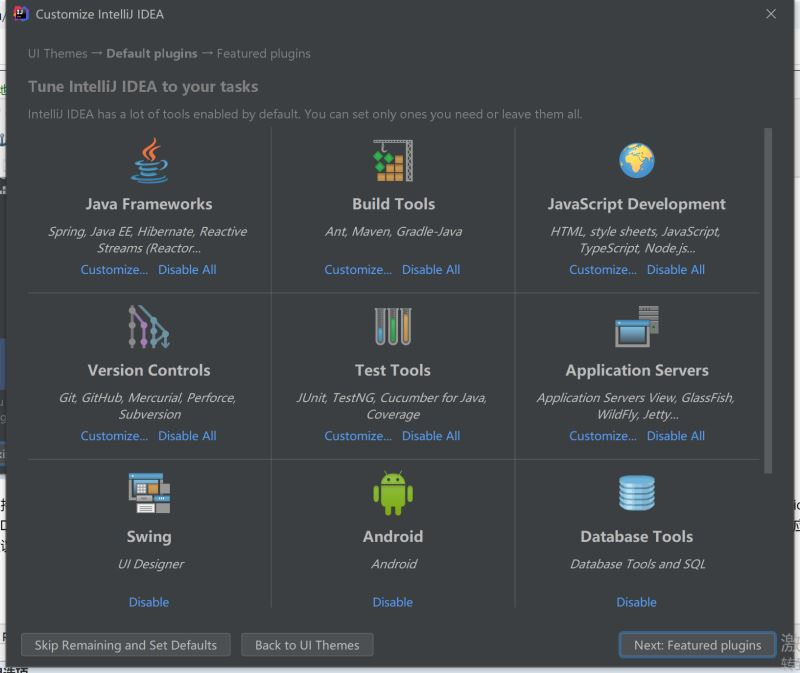 Customize IntelliJ IDEA
UI Themes → Default plugins → Featured plugins
Tune IntelliJ IDEA to your tasks
IntelliJ IDEA has a lot of tools enabled by default. You can set only ones you need or leave them all.
Java Frameworks
Spring, Java EE, Hibernate, Reactive
Streams (Reactor...
Customize... Disable All
Build Tools
Ant, Maven, Gradle-Java
Customize... Disable All
JavaScript Development
HTML, style sheets, JavaScript,
TypeScript, Node.js...
Customize... Disable All
Version Controls
Git, GitHub, Mercurial, Perforce,
Subversion
Customize... Disable All
Test Tools
JUnit, TestNG, Cucumber for Java,
Coverage
Customize... Disable All
Application Servers
Application Servers View, GlassFish,
WildFly, Jetty...
Customize... Disable All
Swing
UI Designer
Disable
Android
Android
Disable
Database Tools
Database Tools and SQL
Disable
Skip Remaining and Set Defaults
Back to UI Themes
Next: Featured plugins